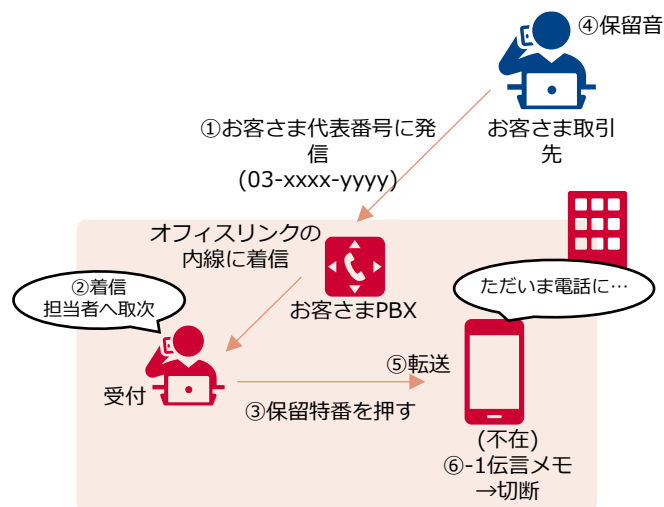 ④保留音
お客さま取引
先
①お客さま代表番号に発
信
(03-xxxx-yyyy)
オフィスリンクの
内線に着信
お客さまPBX
②着信
担当者へ取次
ただいま電話に…
受付
⑤転送
③保留特番を押す
(不在)
⑥-1伝言メモ
→切断